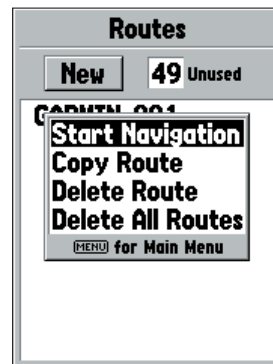 Routes
New 49 Unused
Start Navigation
Copy Route
Delete Route
Delete All Routes
MENU for Main Menu